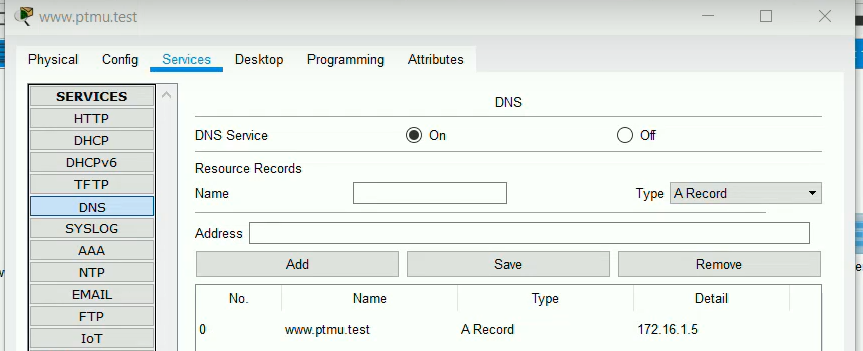 www.ptmu.test
Physical Config Services Desktop Programming Attributes
SERVICES
HTTP
DHCP
DHCPv6
TFTP
DNS
SYSLOG
AAA
NTP
EMAIL
FTP
IoT
DNS
DNS Service On Off
Resource Records
Name Type A Record
Address
Add Save Remove
No. Name Type Detail
0 www.ptmu.test A Record 172.16.1.5